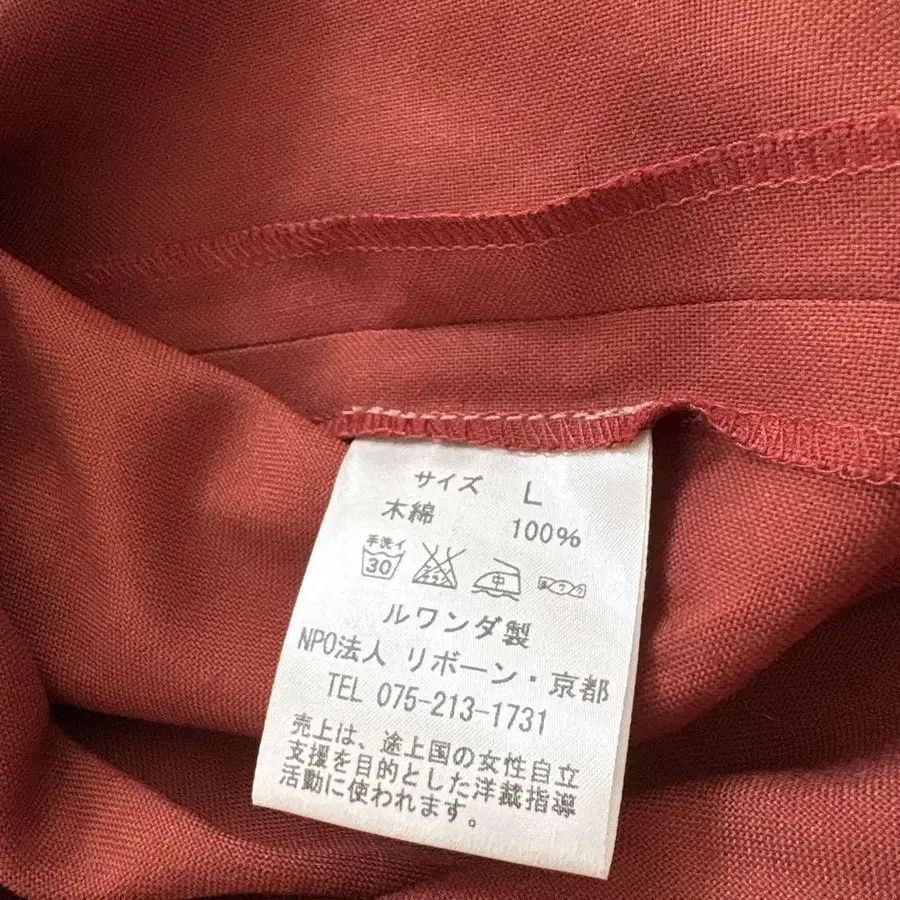 サイズ L
木綿 100%
手洗イ
30
中
ルワンダ製
NPO法人 リボーン・京都
TEL 075-213-1731
売上は、途上国の女性自立
支援を目的とした洋裁指導
活動に使われます。